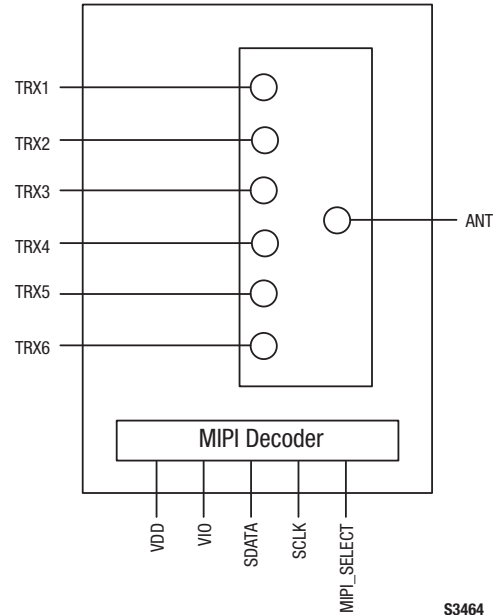 TRX1
TRX2
TRX3
ANT
TRX4
TRX5
TRX6
MIPI Decoder
VDD
VIO
SDATA
SCLK
MIPI_SELECT
S3464